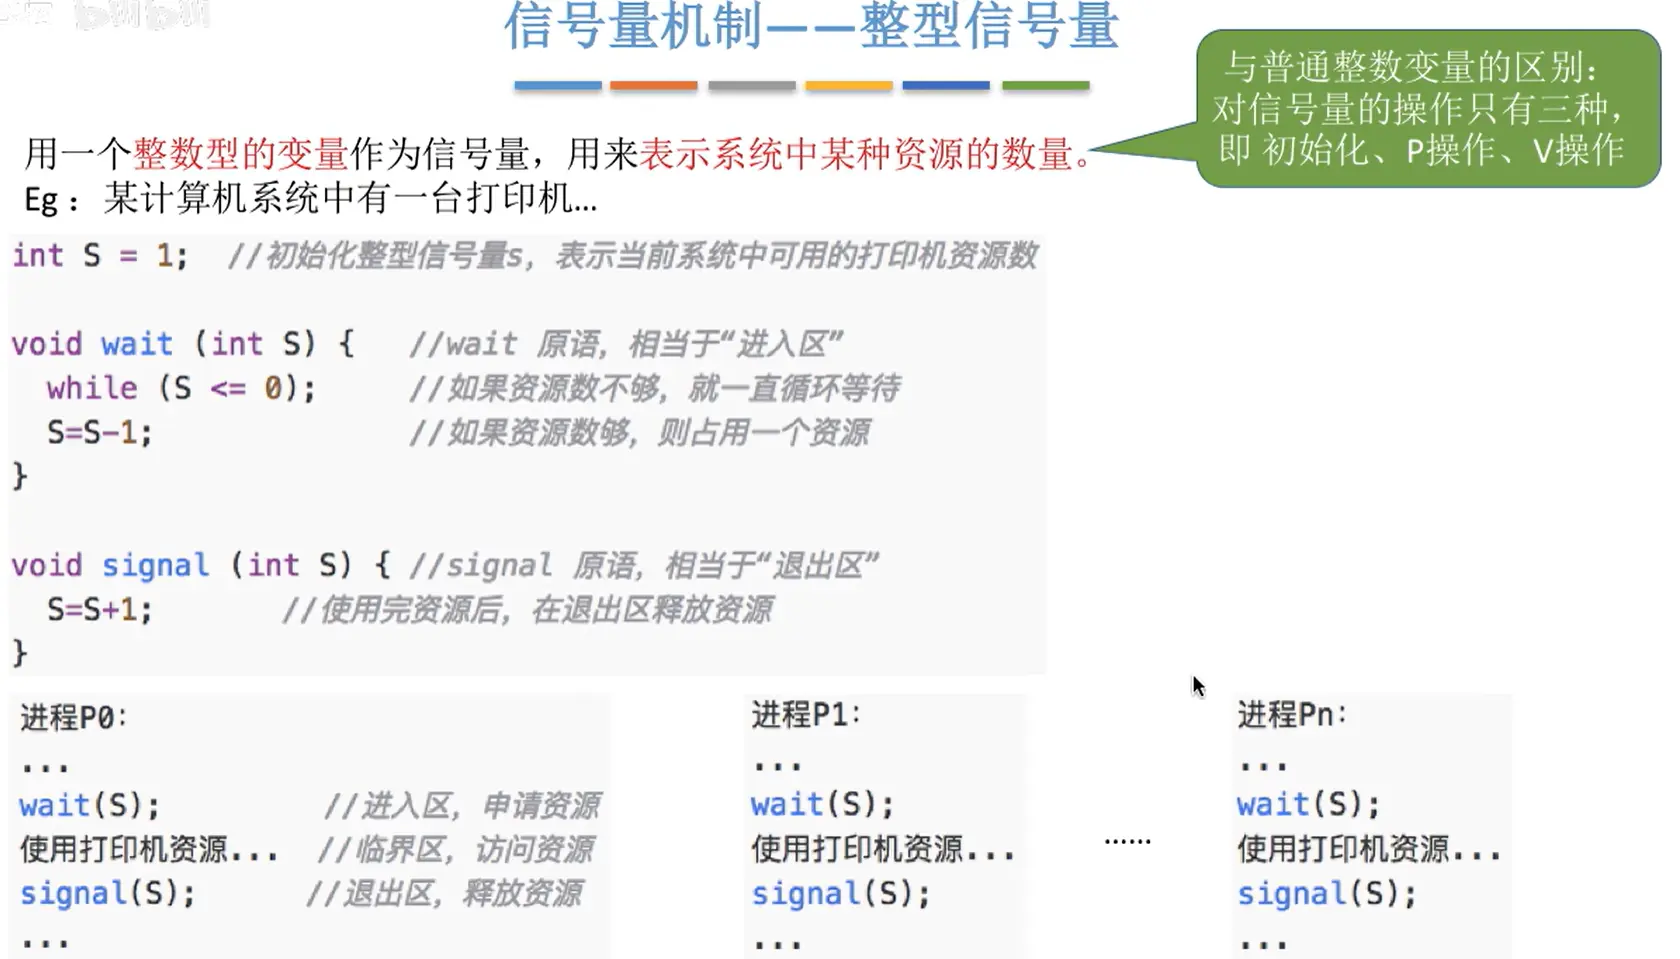 信号量机制——整型信号量
与普通整数变量的区别：
对信号量的操作只有三种，
即 初始化、P操作、V操作
用一个整数型的变量作为信号量，用来表示系统中某种资源的数量。
Eg：某计算机系统中有一台打印机...
int S = 1;  //初始化整型信号量s，表示当前系统中可用的打印机资源数
void wait (int S) {   //wait 原语，相当于“进入区”
while (S <= 0);   //如果资源数不够，就一直循环等待
S=S-1;   //如果资源数够，则占用一个资源
}
void signal (int S) { //signal 原语，相当于“退出区”
S=S+1;   //使用完资源后，在退出区释放资源
}
进程P0：
...
wait(S);   //进入区，申请资源
使用打印机资源...   //临界区，访问资源
signal(S);   //退出区，释放资源
...
进程P1：
...
wait(S);
使用打印机资源...
signal(S);
...
......
进程Pn：
...
wait(S);
使用打印机资源...
signal(S);
...